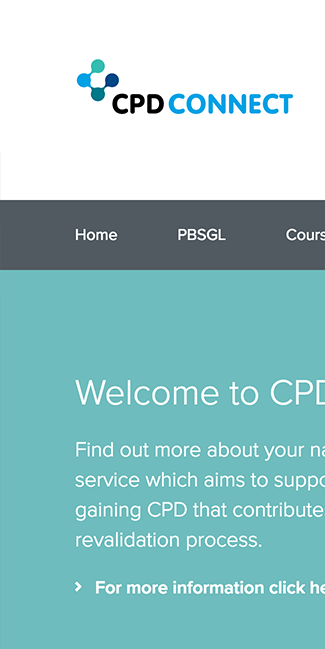 CPD CONNECT
Home PBSGL Cours
Welcome to CPD
Find out more about your na
service which aims to suppo
gaining CPD that contribute
revalidation process.
For more information click he